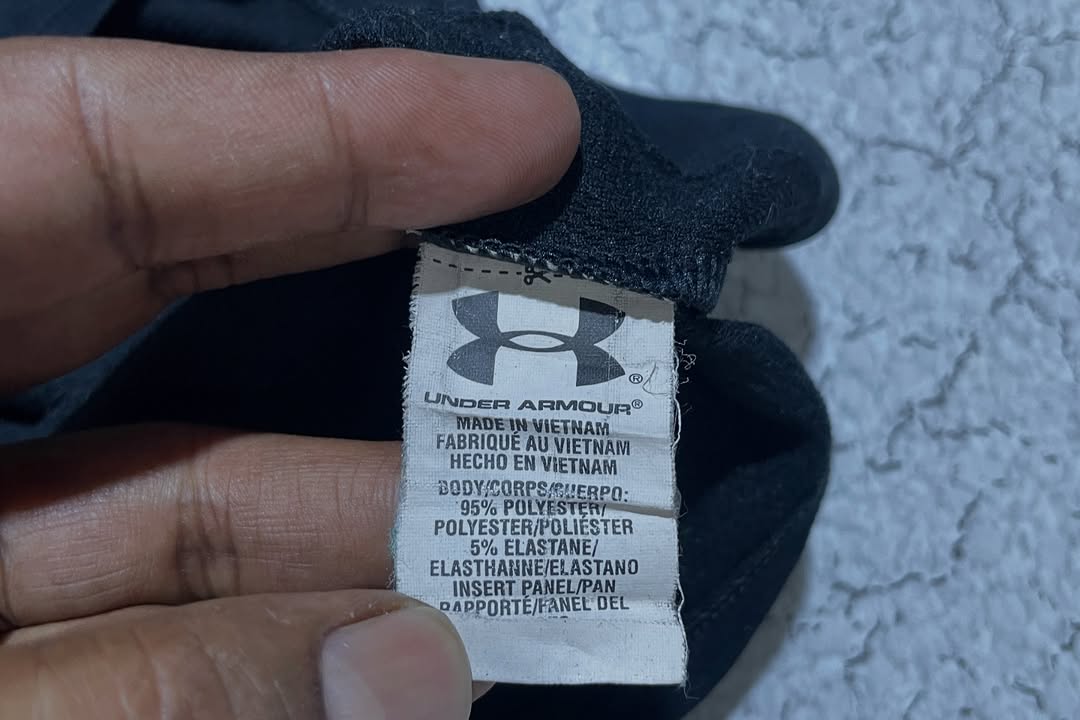 ®
UNDER ARMOUR®
MADE IN VIETNAM
FABRIQUÉ AU VIETNAM
HECHO EN VIETNAM
BODY/CORPS/CUERPO:
95% POLYESTER/
POLYESTER/POLIÉSTER
5% ELASTANE/
ELASTHANNE/ELASTANO
INSERT PANEL/PAN
RAPPORTÉ/PANEL DEL